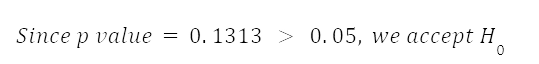 Since p value = 0.1313 > 0.05, we accept H₀